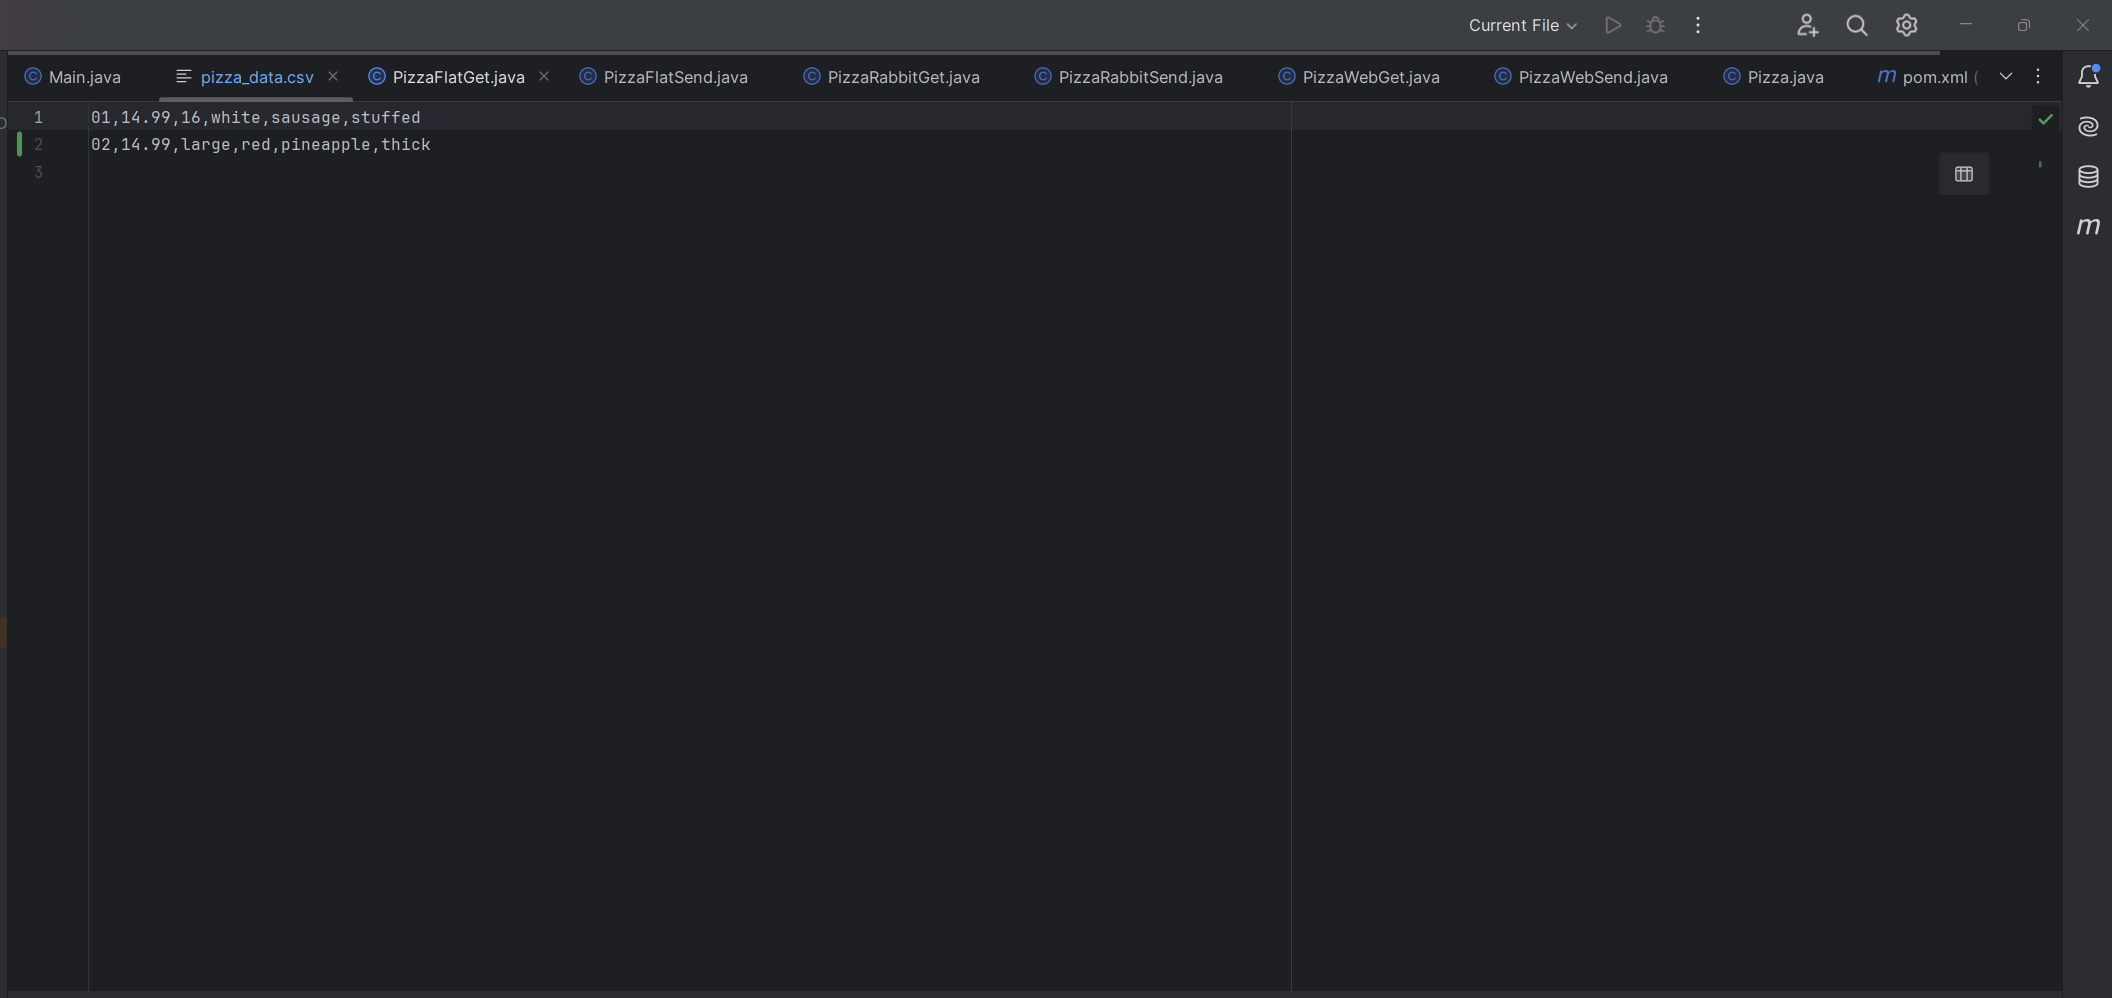 Current File
Main.java pizza_data.csv PizzaFlatGet.java PizzaFlatSend.java PizzaRabbitGet.java PizzaRabbitSend.java PizzaWebGet.java PizzaWebSend.java Pizza.java m pom.xml (
1 01,14.99,16,white,sausage,stuffed
2 02,14.99,large,red,pineapple,thick
3
m